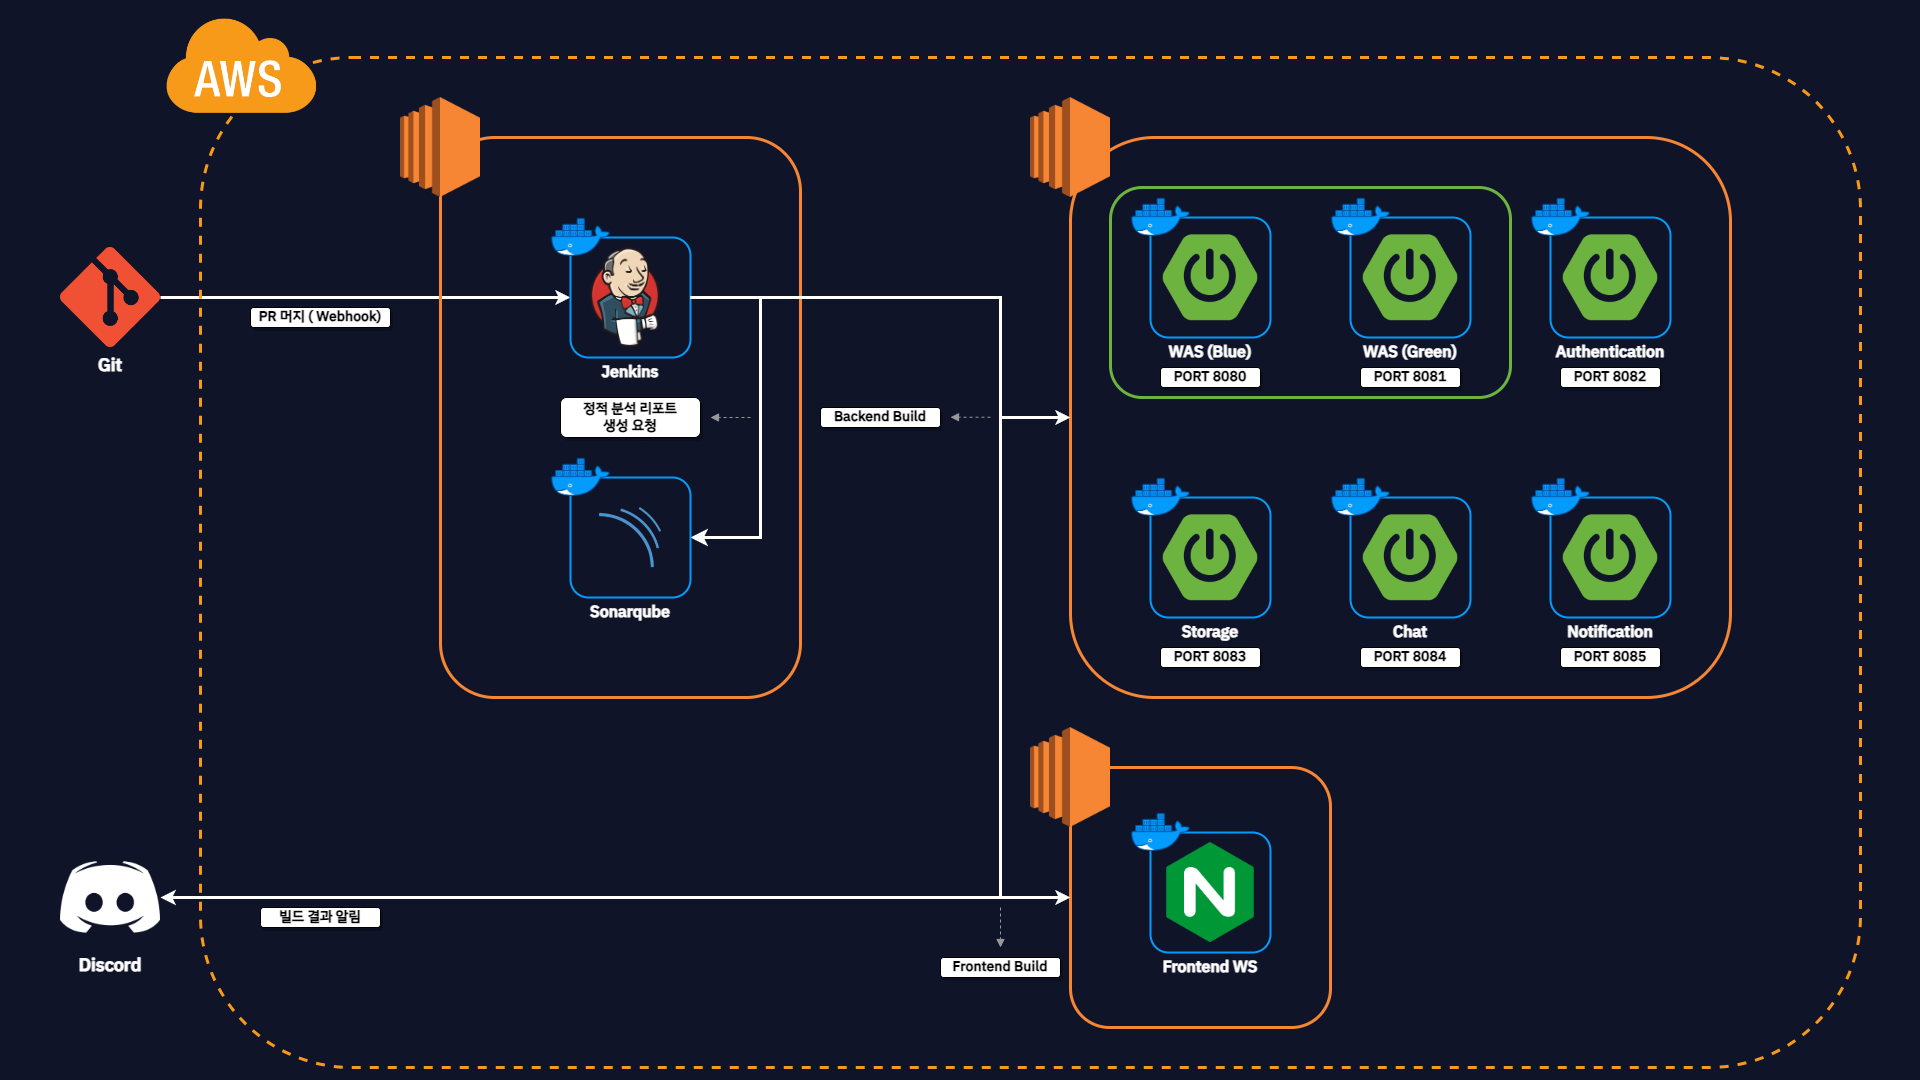 AWS
Git
PR 머지 ( Webhook)
Jenkins
정적 분석 리포트
생성 요청
Sonarqube
Backend Build
WAS (Blue)
PORT 8080
WAS (Green)
PORT 8081
Authentication
PORT 8082
Storage
PORT 8083
Chat
PORT 8084
Notification
PORT 8085
Discord
빌드 결과 알림
Frontend Build
N
Frontend WS